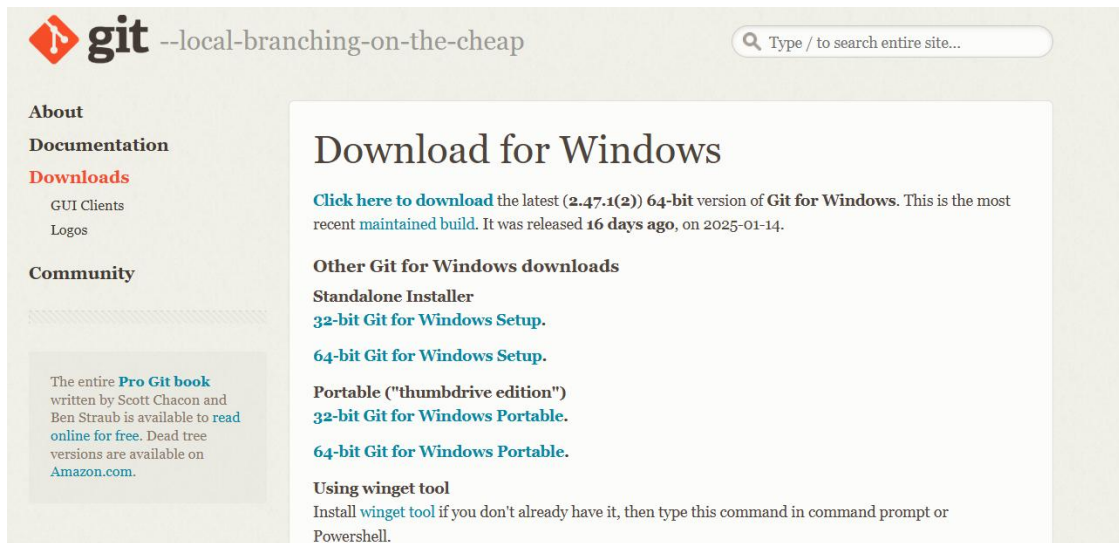 git --local-branching-on-the-cheap
Type / to search entire site...
About
Documentation
Downloads
GUI Clients
Logos
Community
The entire Pro Git book
written by Scott Chacon and
Ben Straub is available to read
online for free. Dead tree
versions are available on
Amazon.com.
Download for Windows
Click here to download the latest (2.47.1(2)) 64-bit version of Git for Windows. This is the most
recent maintained build. It was released 16 days ago, on 2025-01-14.
Other Git for Windows downloads
Standalone Installer
32-bit Git for Windows Setup.
64-bit Git for Windows Setup.
Portable ("thumbdrive edition")
32-bit Git for Windows Portable.
64-bit Git for Windows Portable.
Using winget tool
Install winget tool if you don't already have it, then type this command in command prompt or
Powershell.